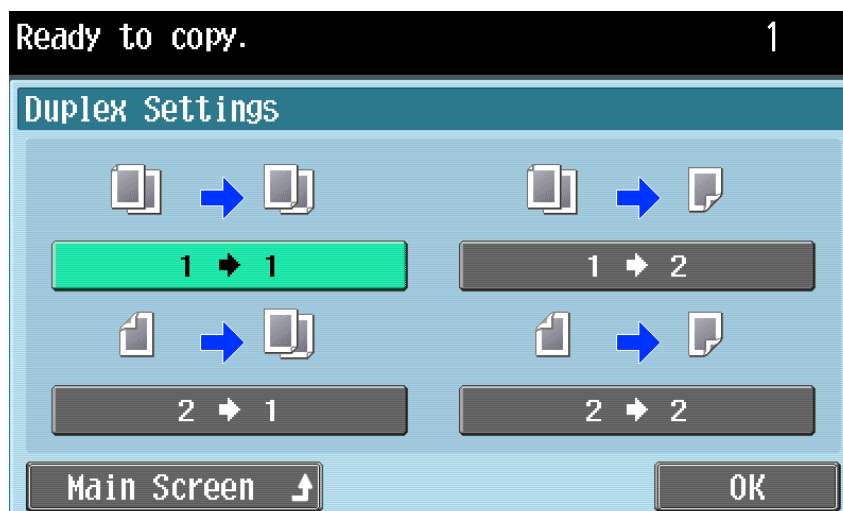 Ready to copy. 1
Duplex Settings
1 → 1 1 → 2
2 → 1 2 → 2
Main Screen OK